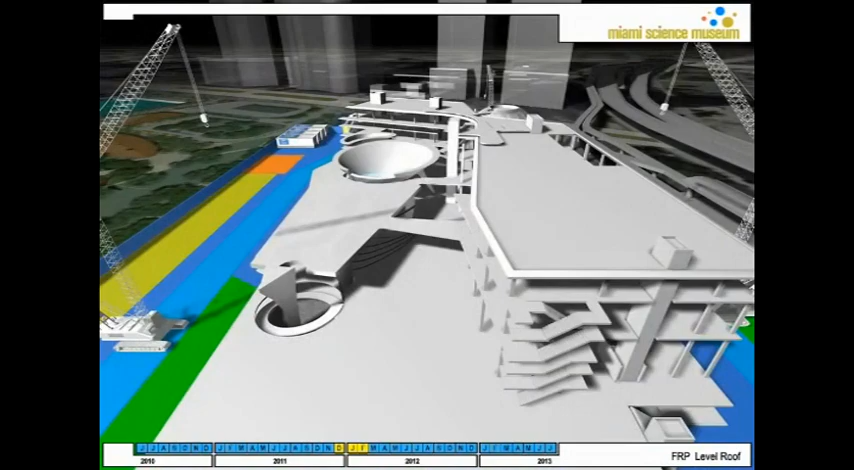 miami science museum
J J A S O N D J F M A M J J A S O N D J F M A M J J A S O N D J F M A M J J
2010 2011 2012 2013
FRP Level Roof